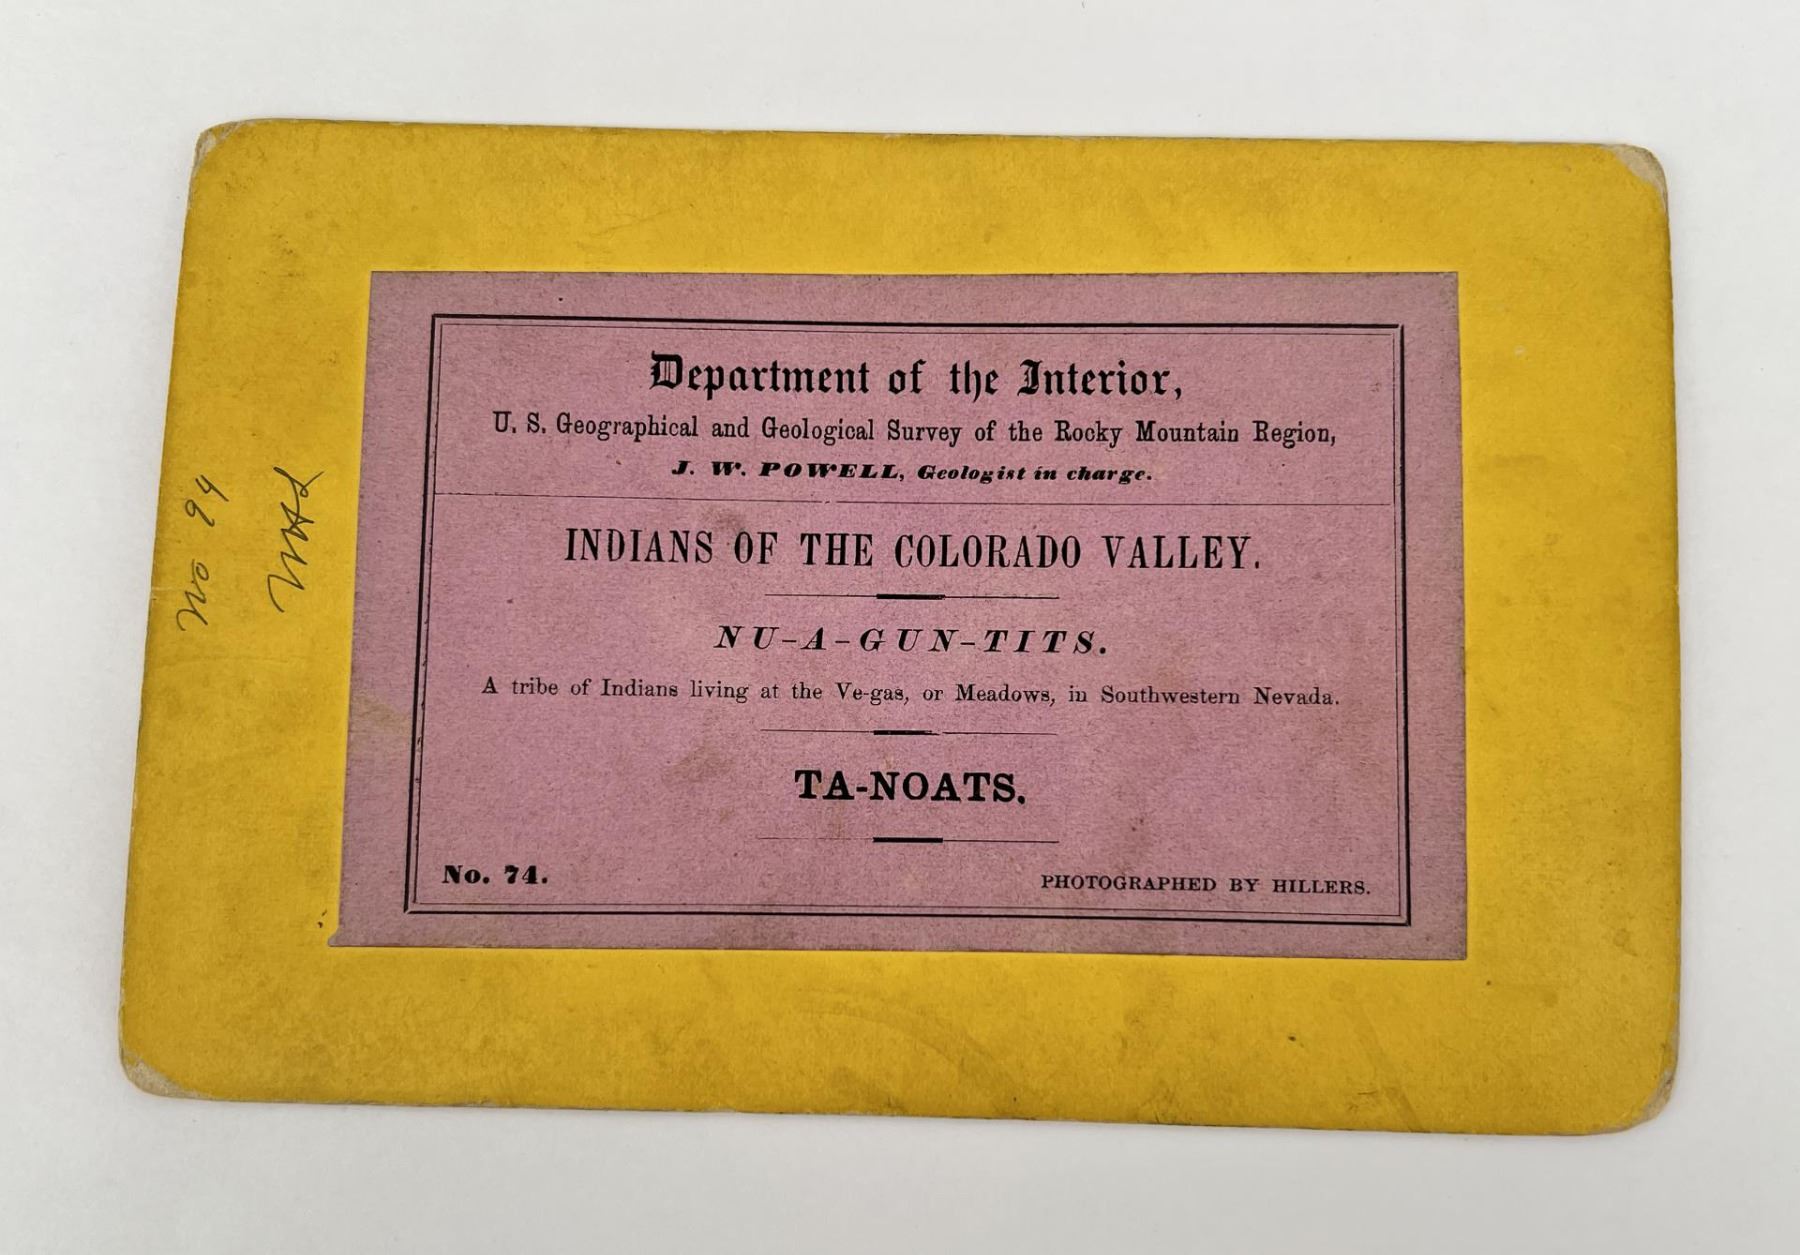 Department of the Interior,
U. S. Geographical and Geological Survey of the Rocky Mountain Region,
J. W. POWELL, Geologist in charge.
INDIANS OF THE COLORADO VALLEY.
NU-A-GUN-TITS.
A tribe of Indians living at the Ve-gas, or Meadows, in Southwestern Nevada.
TA-NOATS.
No. 74.
PHOTOGRAPHED BY HILLERS.
No 94